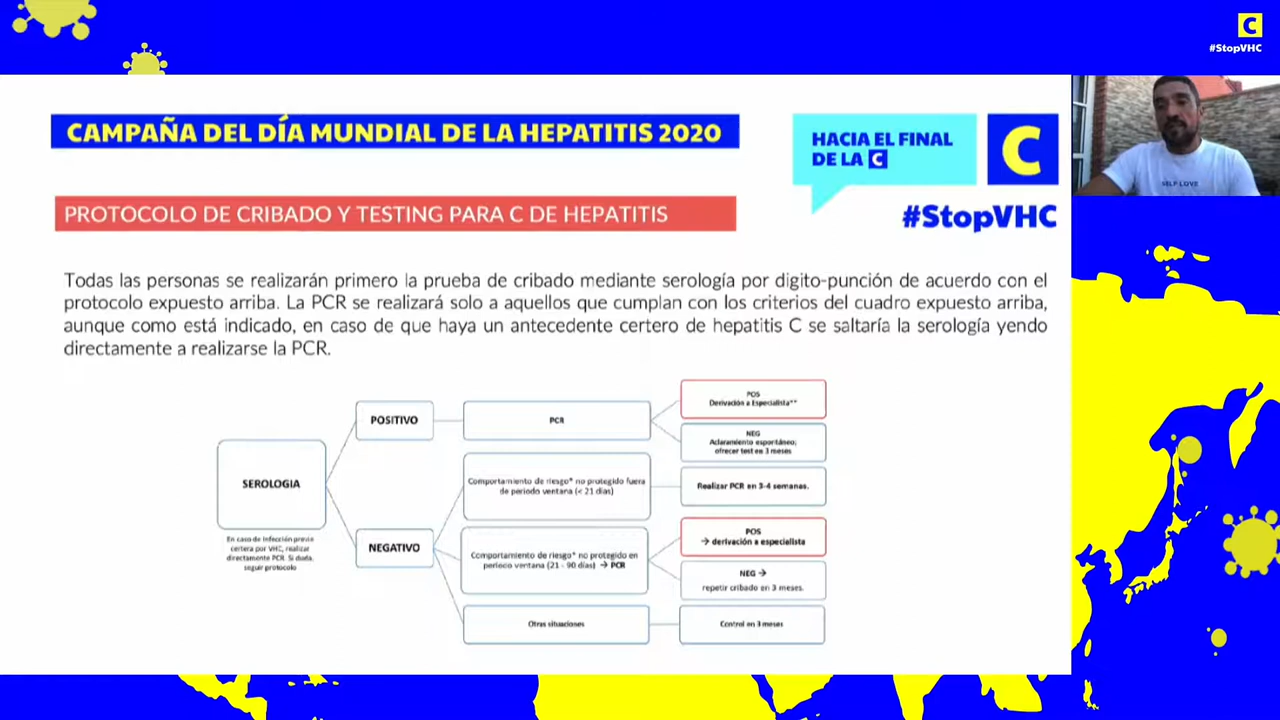 C
#StopVHC
CAMPAÑA DEL DÍA MUNDIAL DE LA HEPATITIS 2020
HACIA EL FINAL
DE LA C
C
#StopVHC
PROTOCOLO DE CRIBADO Y TESTING PARA C DE HEPATITIS
SELF LOVE
Todas las personas se realizarán primero la prueba de cribado mediante serología por digito-punción de acuerdo con el
protocolo expuesto arriba. La PCR se realizará solo a aquellos que cumplan con los criterios del cuadro expuesto arriba,
aunque como está indicado, en caso de que haya un antecedente certero de hepatitis C se saltaría la serología yendo
directamente a realizarse la PCR.
SEROLOGIA
En caso de infección previa
certera por VHC, realizar
directamente PCR. Si duda,
seguir protocolo
POSITIVO
PCR
POS
Derivación a Especialista**
NEG
Aclaramiento espontáneo;
ofrecer test en 3 meses
NEGATIVO
Comportamiento de riesgo* no protegido fuera
de periodo ventana (< 21 días)
Realizar PCR en 3-4 semanas.
Comportamiento de riesgo* no protegido en
periodo ventana (21 - 90 días) → PCR
POS
→ derivación a especialista
NEG →
repetir cribado en 3 meses.
Otras situaciones
Control en 3 meses